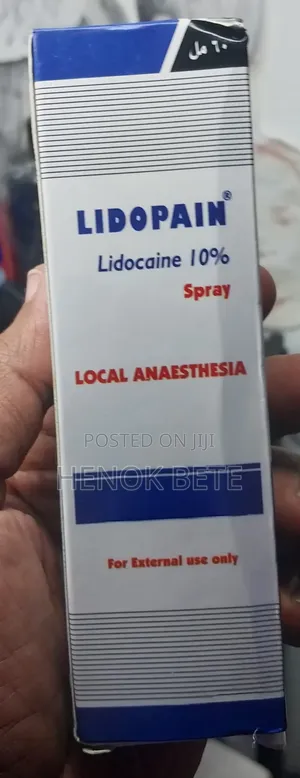 ٦٠ مل
LIDOPAIN®
Lidocaine 10%
Spray
LOCAL ANAESTHESIA
POSTED ON JIJI
HENOK BETE
For External use only